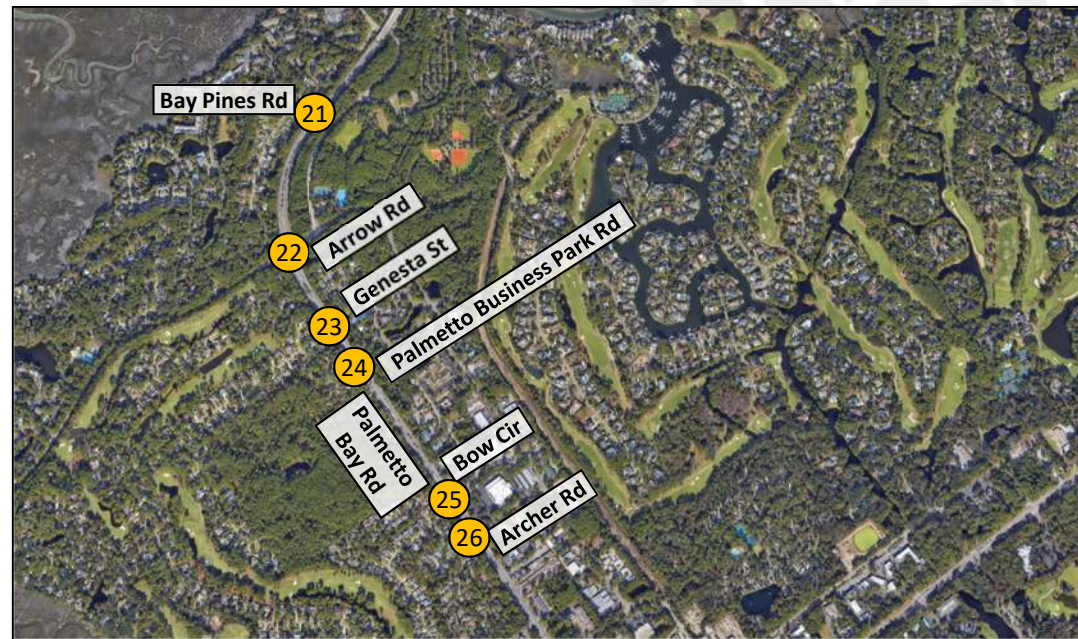 Bay Pines Rd
21
22
Arrow Rd
Genesta St
23
Palmetto Business Park Rd
24
Palmetto
Bay Rd
Bow Cir
25
Archer Rd
26